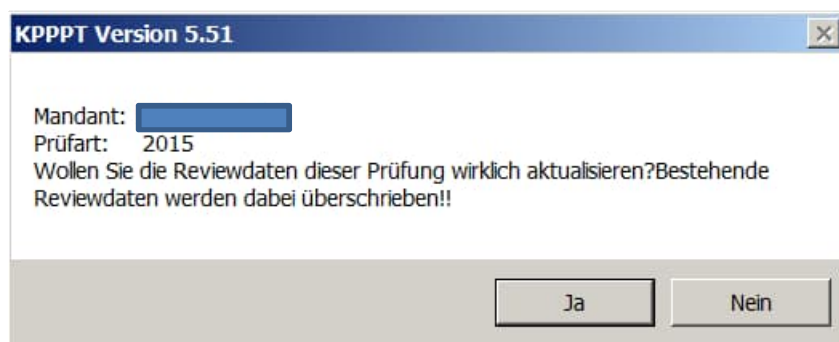 KPPPT Version 5.51
Mandant:
Prüfart: 2015
Wollen Sie die Reviewdaten dieser Prüfung wirklich aktualisieren?Bestehende
Reviewdaten werden dabei überschrieben!!
Ja Nein